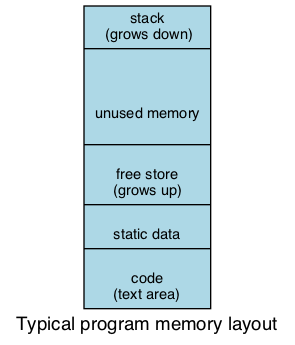 stack
(grows down)
unused memory
free store
(grows up)
static data
code
(text area)
Typical program memory layout